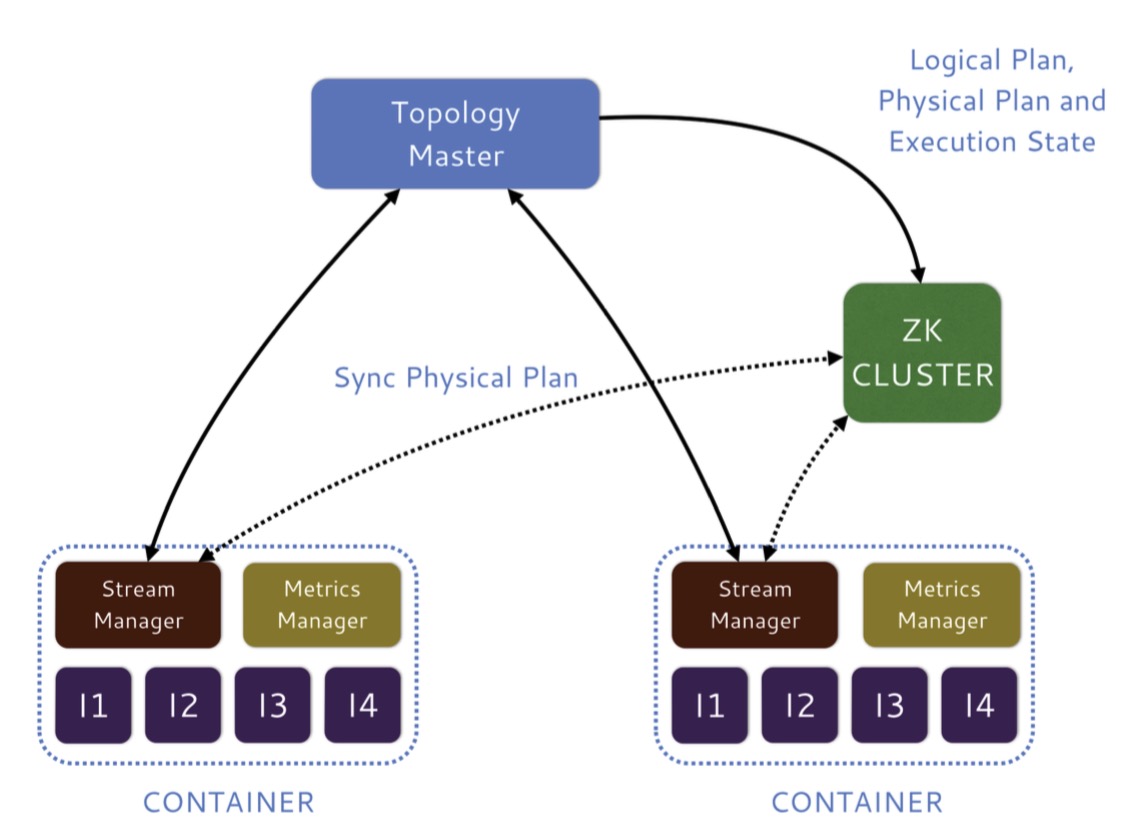 Logical Plan,
Physical Plan and
Execution State
Topology
Master
ZK
CLUSTER
Sync Physical Plan
Stream
Manager
Metrics
Manager
I1 I2 I3 I4
CONTAINER
Stream
Manager
Metrics
Manager
I1 I2 I3 I4
CONTAINER